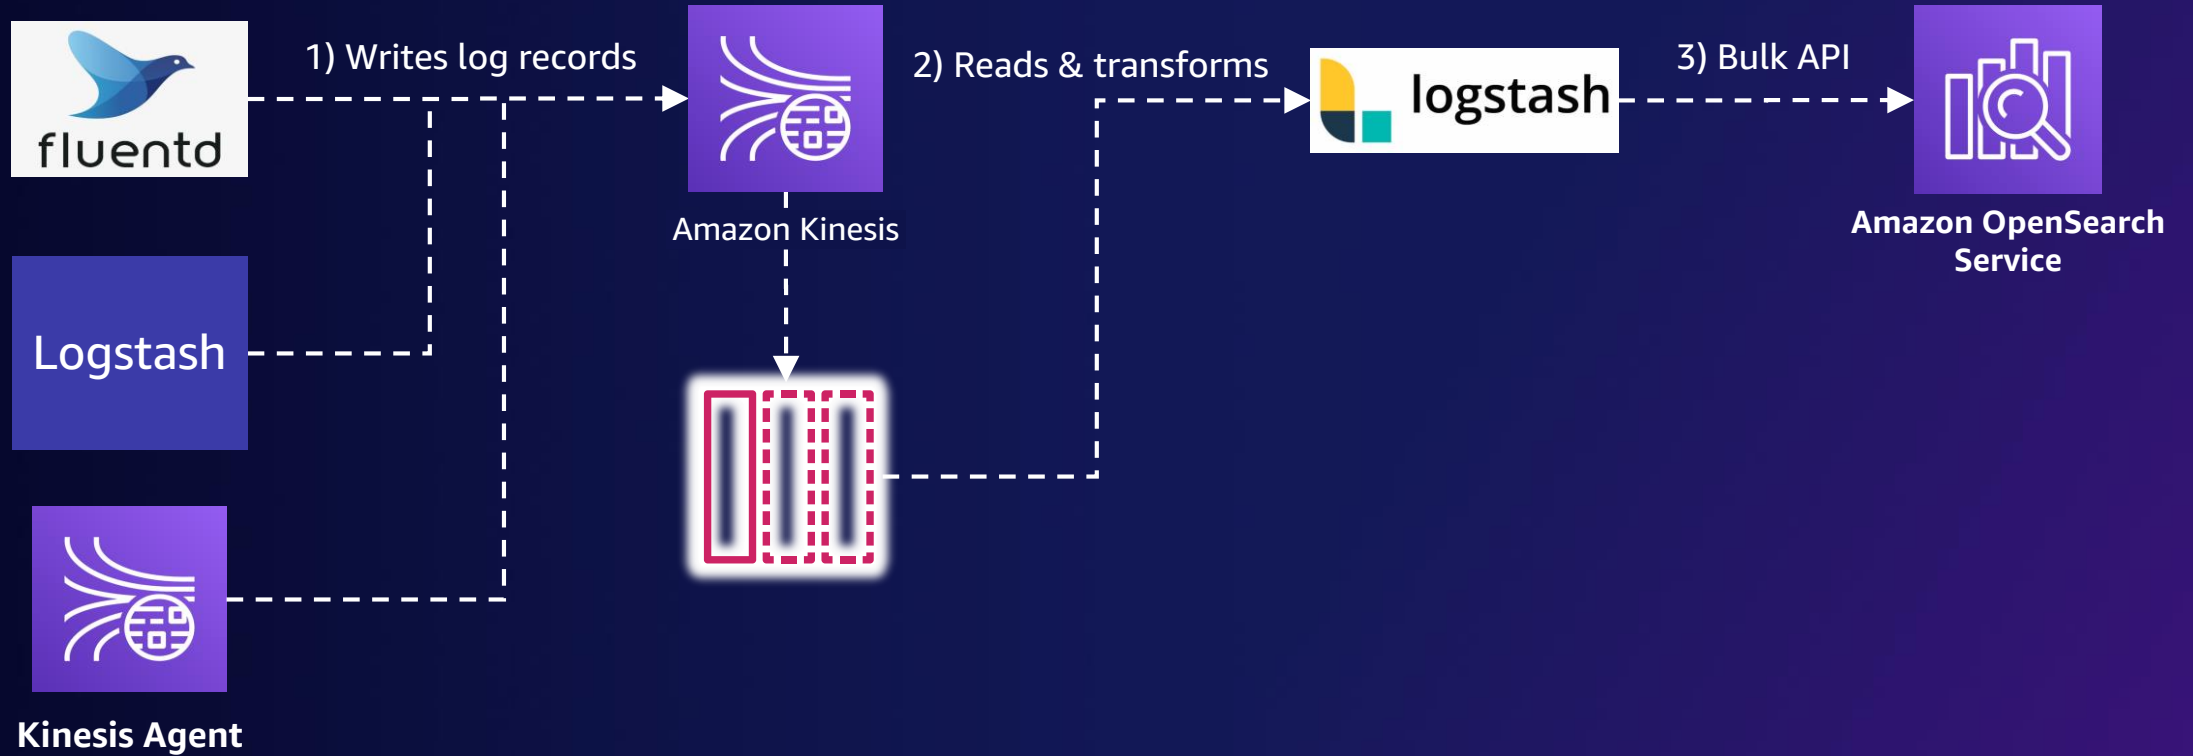 fluentd
1) Writes log records
2) Reads & transforms
logstash
3) Bulk API
Amazon Kinesis
Amazon OpenSearch
Service
Logstash
Kinesis Agent